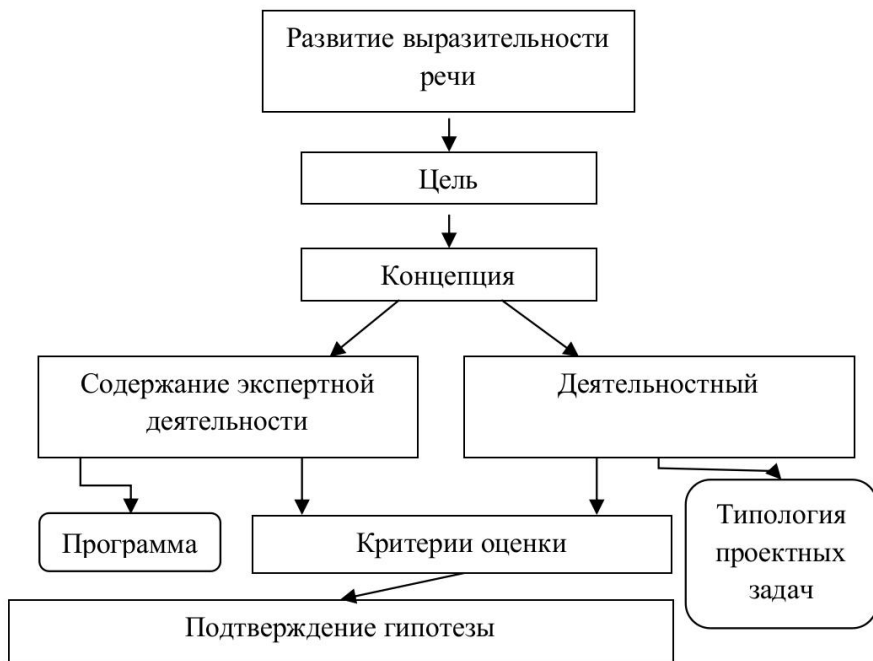 Развитие выразительности
речи
Цель
Концепция
Содержание экспертной
деятельности
Деятельностный
Программа
Критерии оценки
Типология
проектных
задач
Подтверждение гипотезы